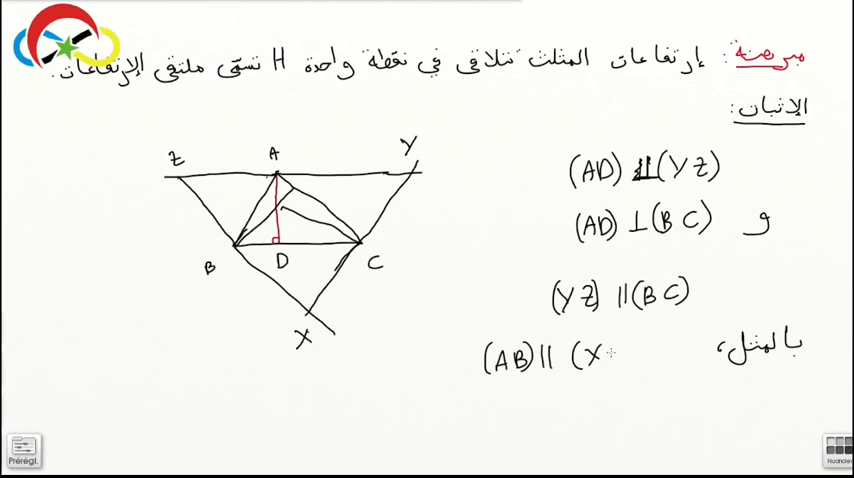 مبرهنة: إرتفاعات المثلث تتلاقى في نقطة واحدة H تسمى ملتقى الإرتفاعات.
الإثبات:
Z A Y
(AD) ⊥ (YZ)
و (AD) ⊥ (BC)
B D C
(YZ) || (BC)
X
بالمثل، (AB) || (X
Prérégl.
Nuancier